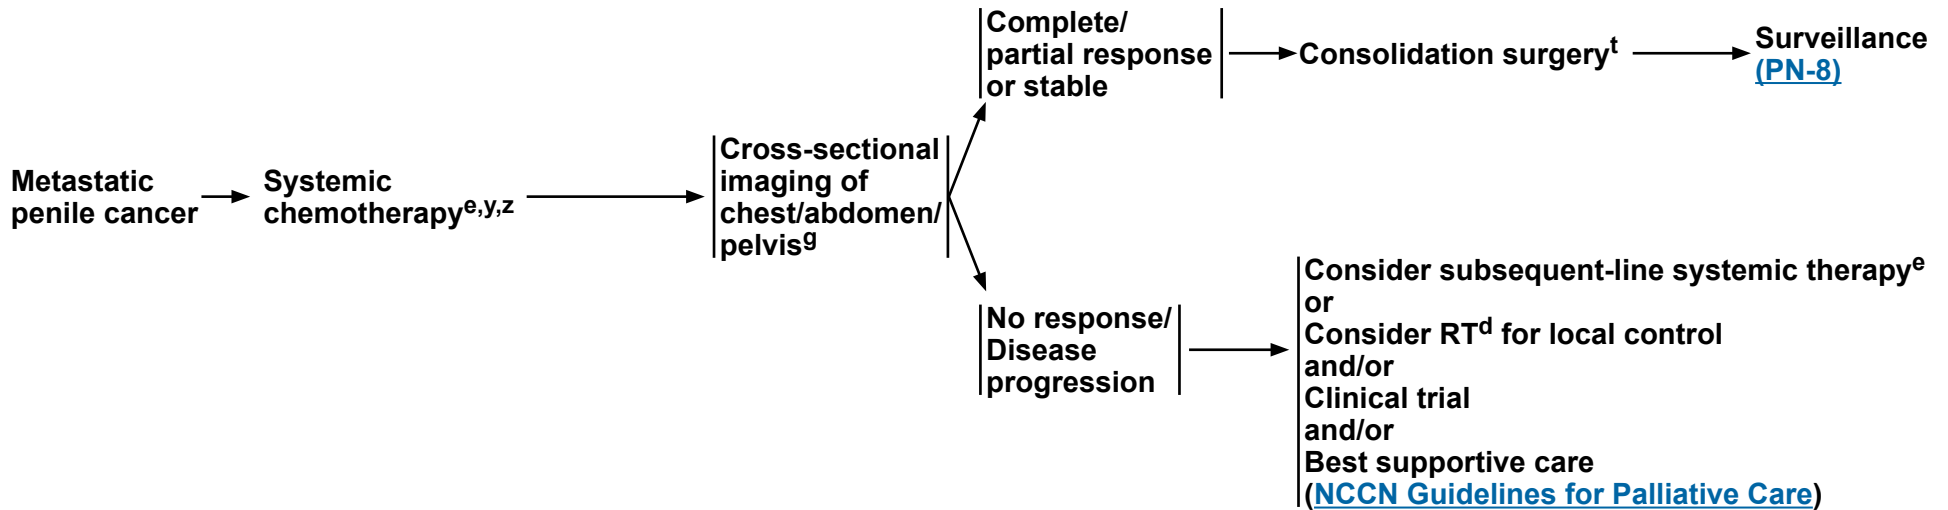 Metastatic
penile cancer
Systemic
chemotherapye,y,z
Cross-sectional
imaging of
chest/abdomen/
pelvisg
Complete/
partial response
or stable
Consolidation surgeryt
Surveillance
(PN-8)
No response/
Disease
progression
Consider subsequent-line systemic therapye
or
Consider RTd for local control
and/or
Clinical trial
and/or
Best supportive care
(NCCN Guidelines for Palliative Care)